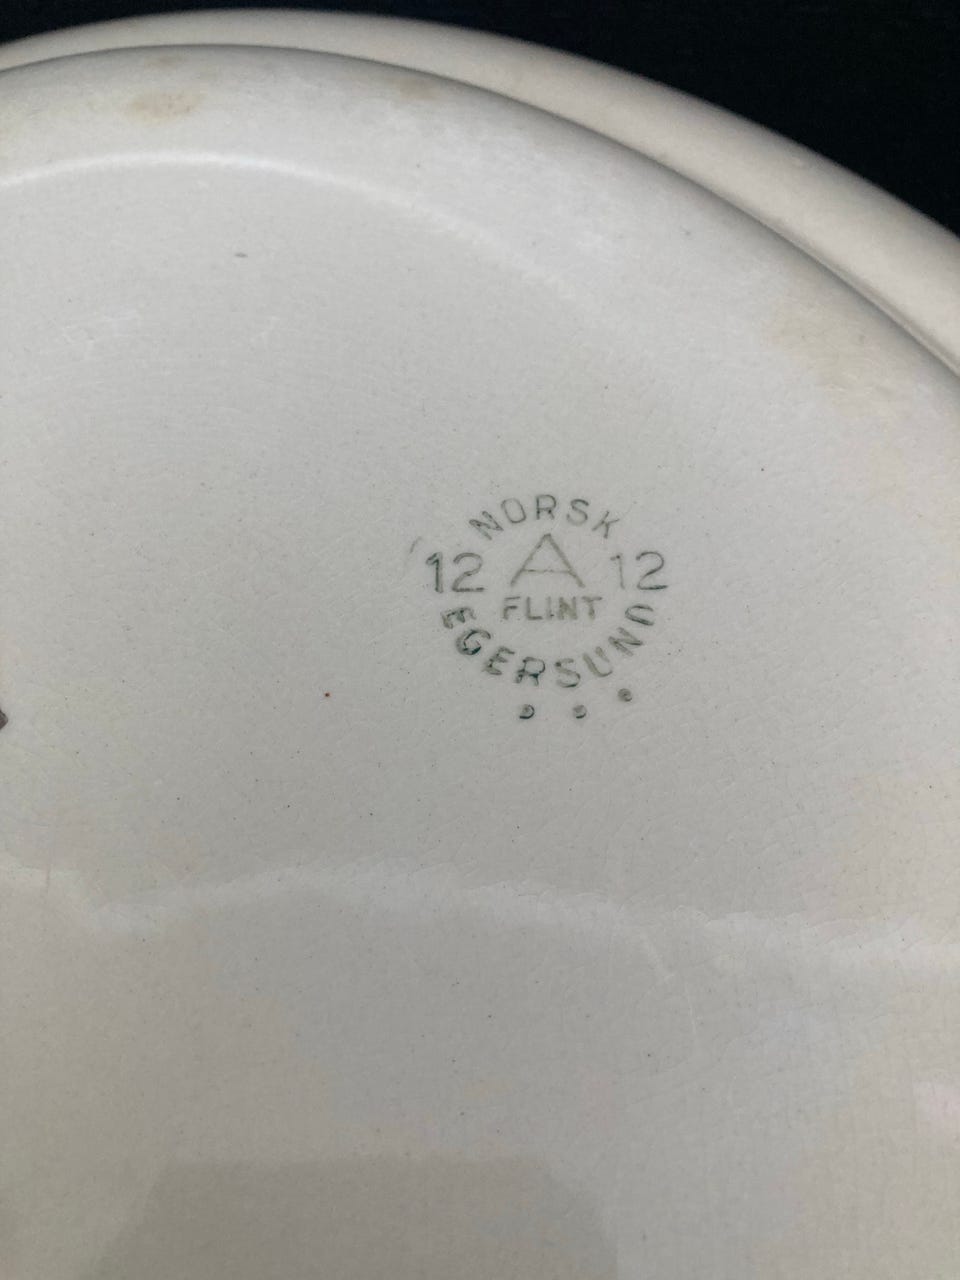 NORSK
12 A 12
FLINT
EGERSUND